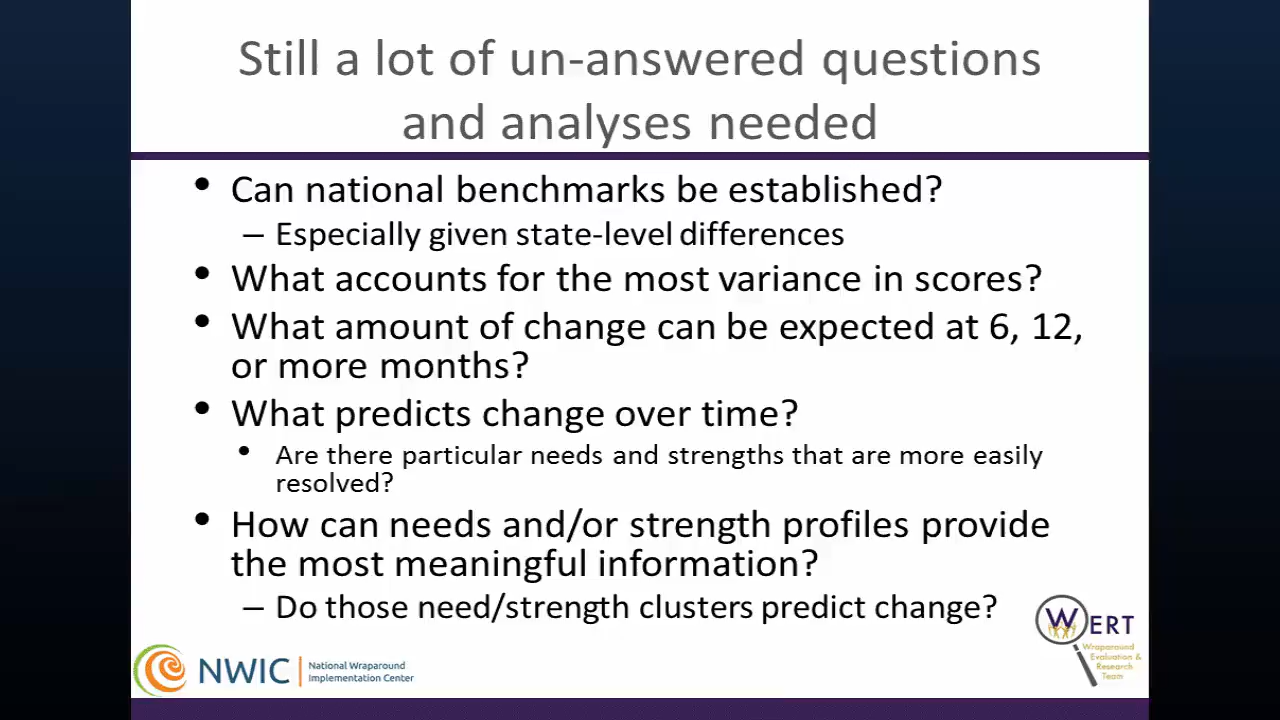 Still a lot of un-answered questions
and analyses needed
• Can national benchmarks be established?
– Especially given state-level differences
• What accounts for the most variance in scores?
• What amount of change can be expected at 6, 12,
or more months?
• What predicts change over time?
• Are there particular needs and strengths that are more easily
resolved?
• How can needs and/or strength profiles provide
the most meaningful information?
– Do those need/strength clusters predict change?
WERT
Wraparound
Evaluation &
Research
Team
NWIC
National Wraparound
Implementation Center